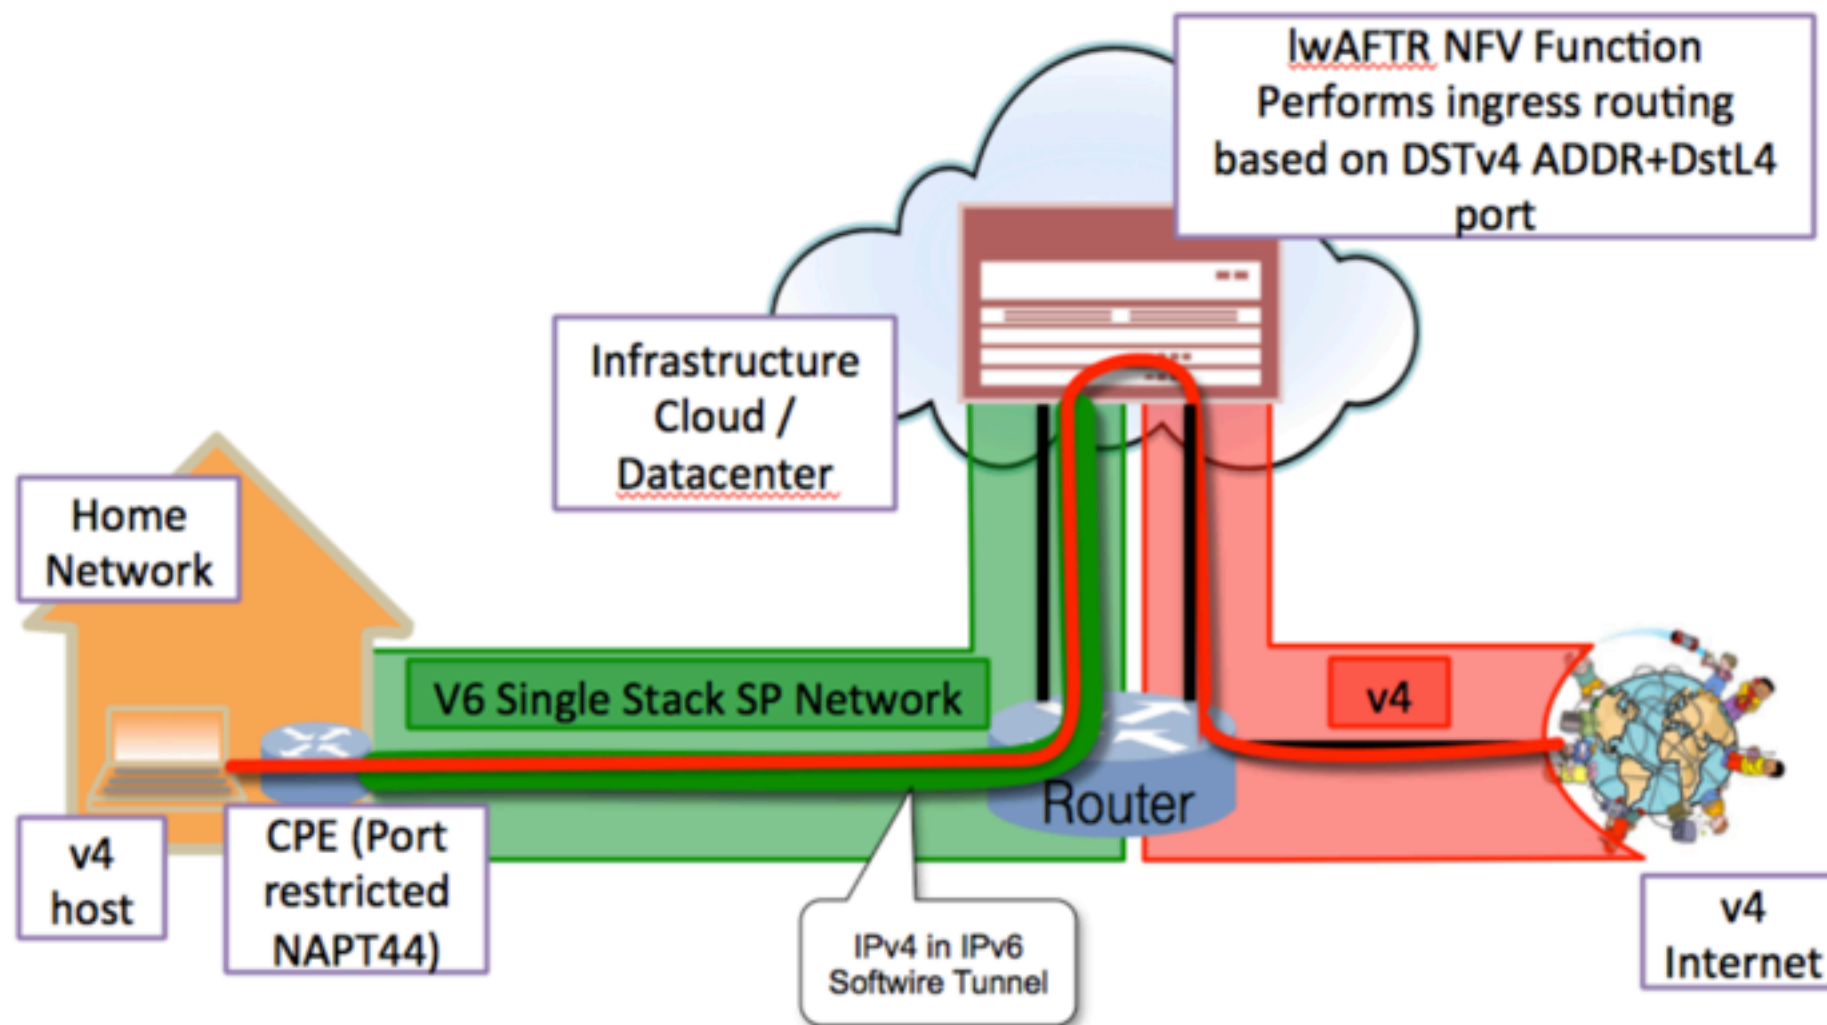 lwAFTR NFV Function
Performs ingress routing
based on DSTv4 ADDR+DstL4
port
Infrastructure
Cloud /
Datacenter
Home
Network
V6 Single Stack SP Network
v4
Router
v4
host
CPE (Port
restricted
NAPT44)
IPv4 in IPv6
Softwire Tunnel
v4
Internet